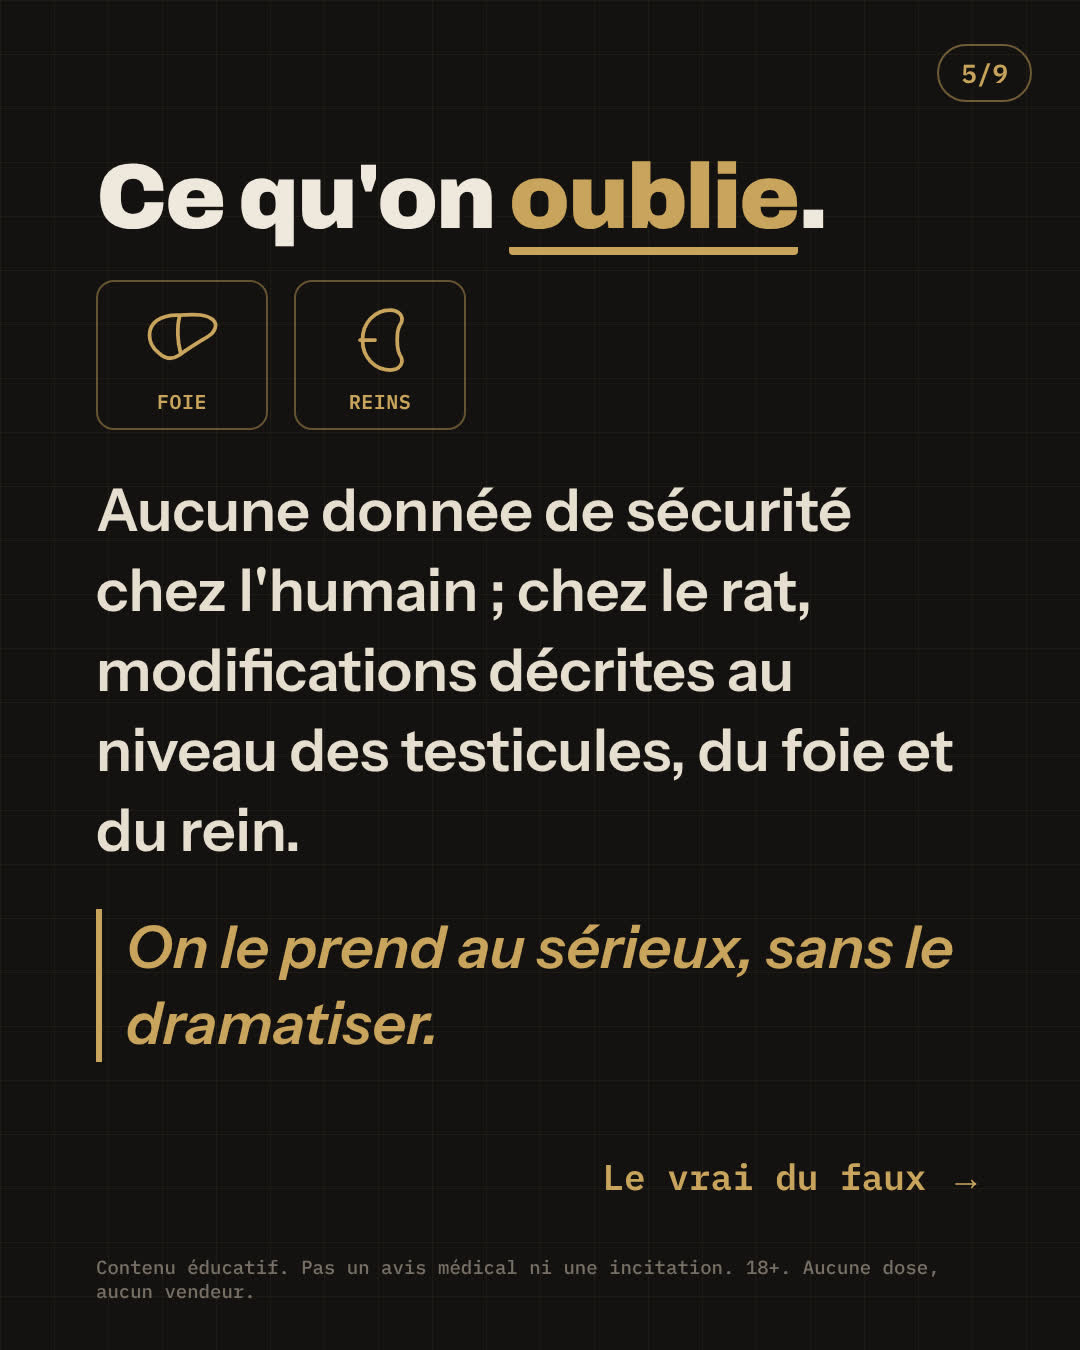 5/9
Ce qu'on oublie.
FOIE
REINS
Aucune donnée de sécurité
chez l'humain ; chez le rat,
modifications décrites au
niveau des testicules, du foie et
du rein.
On le prend au sérieux, sans le
dramatiser.
Le vrai du faux →
Contenu éducatif. Pas un avis médical ni une incitation. 18+. Aucune dose,
aucun vendeur.